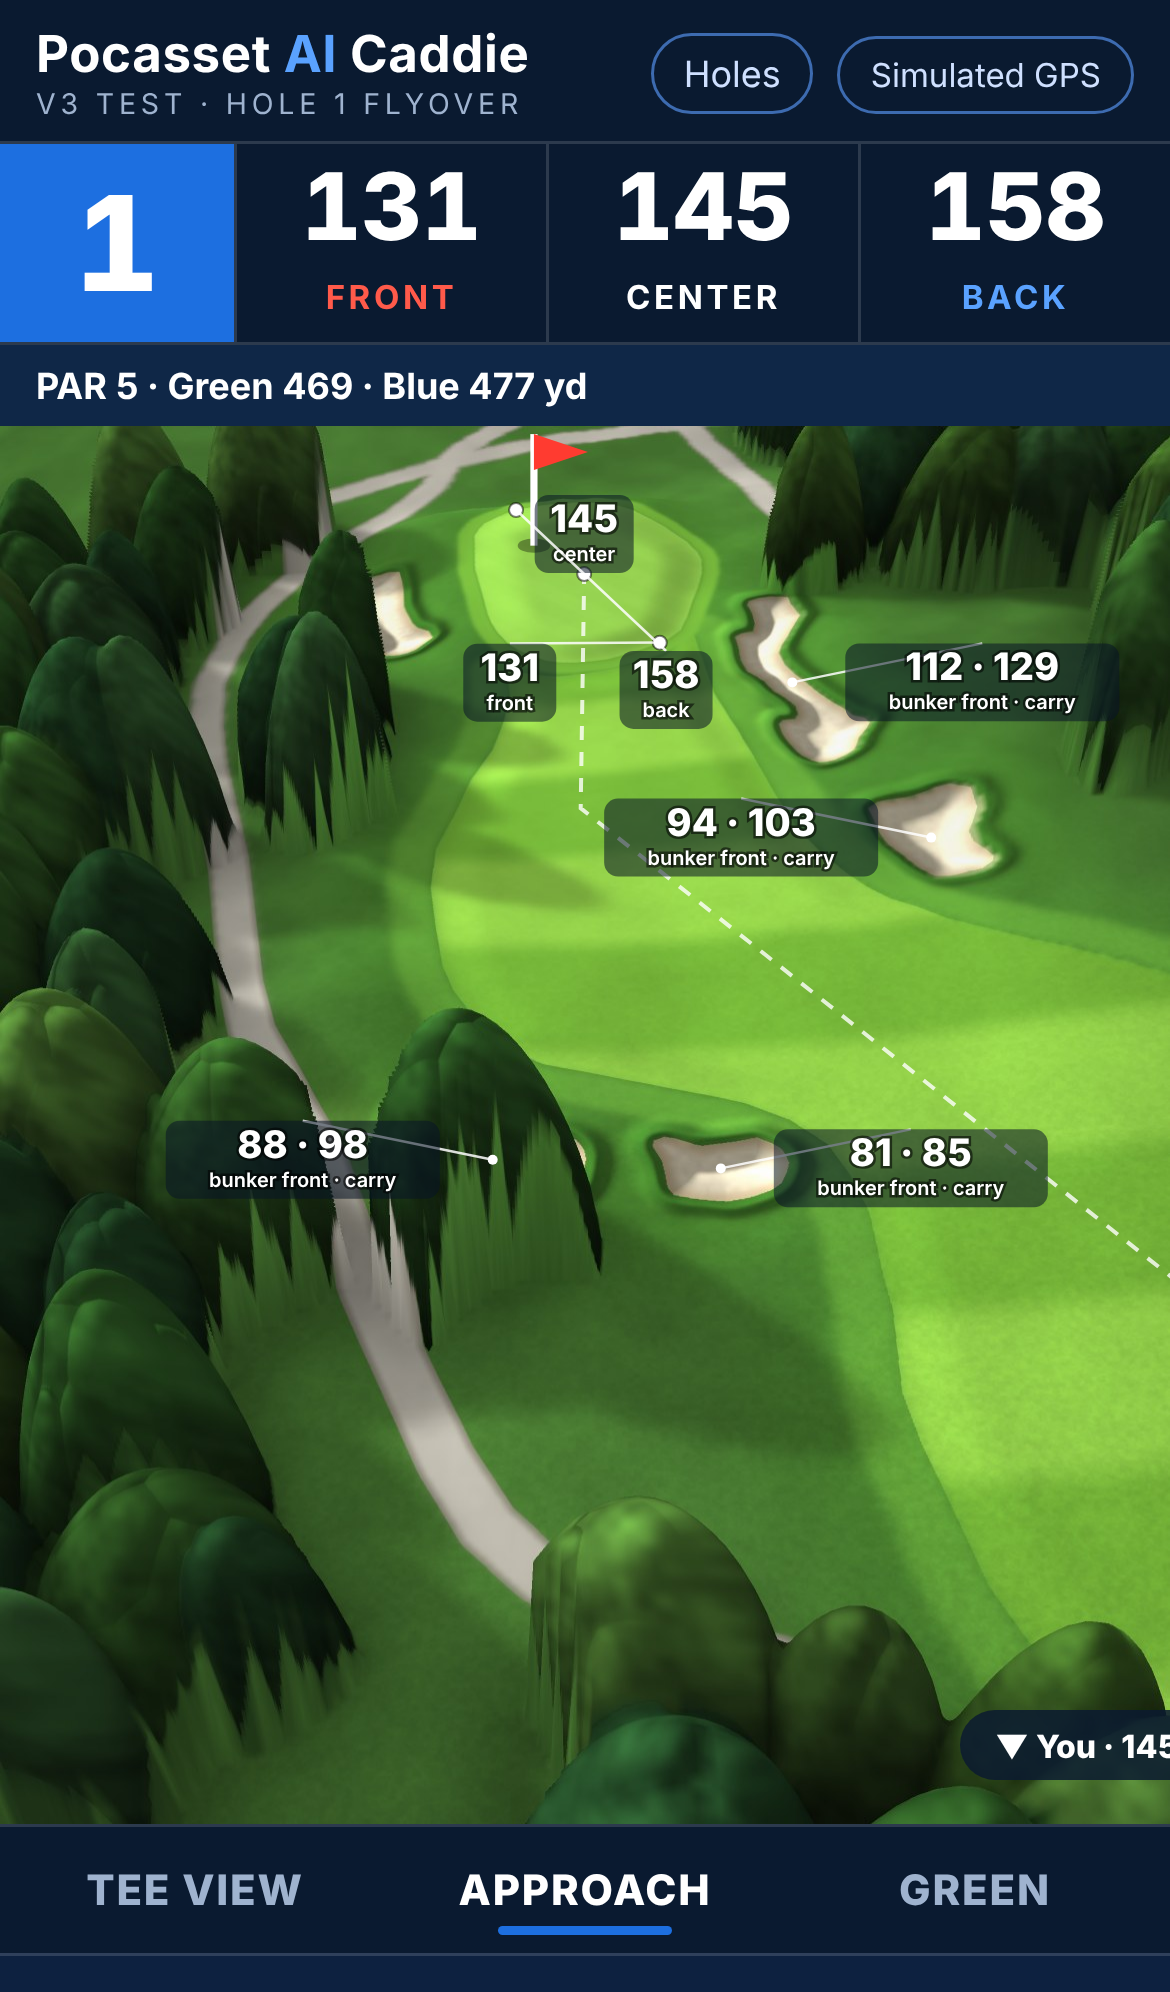 Pocasset AI Caddie
V3 TEST · HOLE 1 FLYOVER
Holes
Simulated GPS
1
131
FRONT
145
CENTER
158
BACK
PAR 5 · Green 469 · Blue 477 yd
145
center
131
front
158
back
112 · 129
bunker front · carry
94 · 103
bunker front · carry
88 · 98
bunker front · carry
81 · 85
bunker front · carry
▼ You · 145
TEE VIEW
APPROACH
GREEN